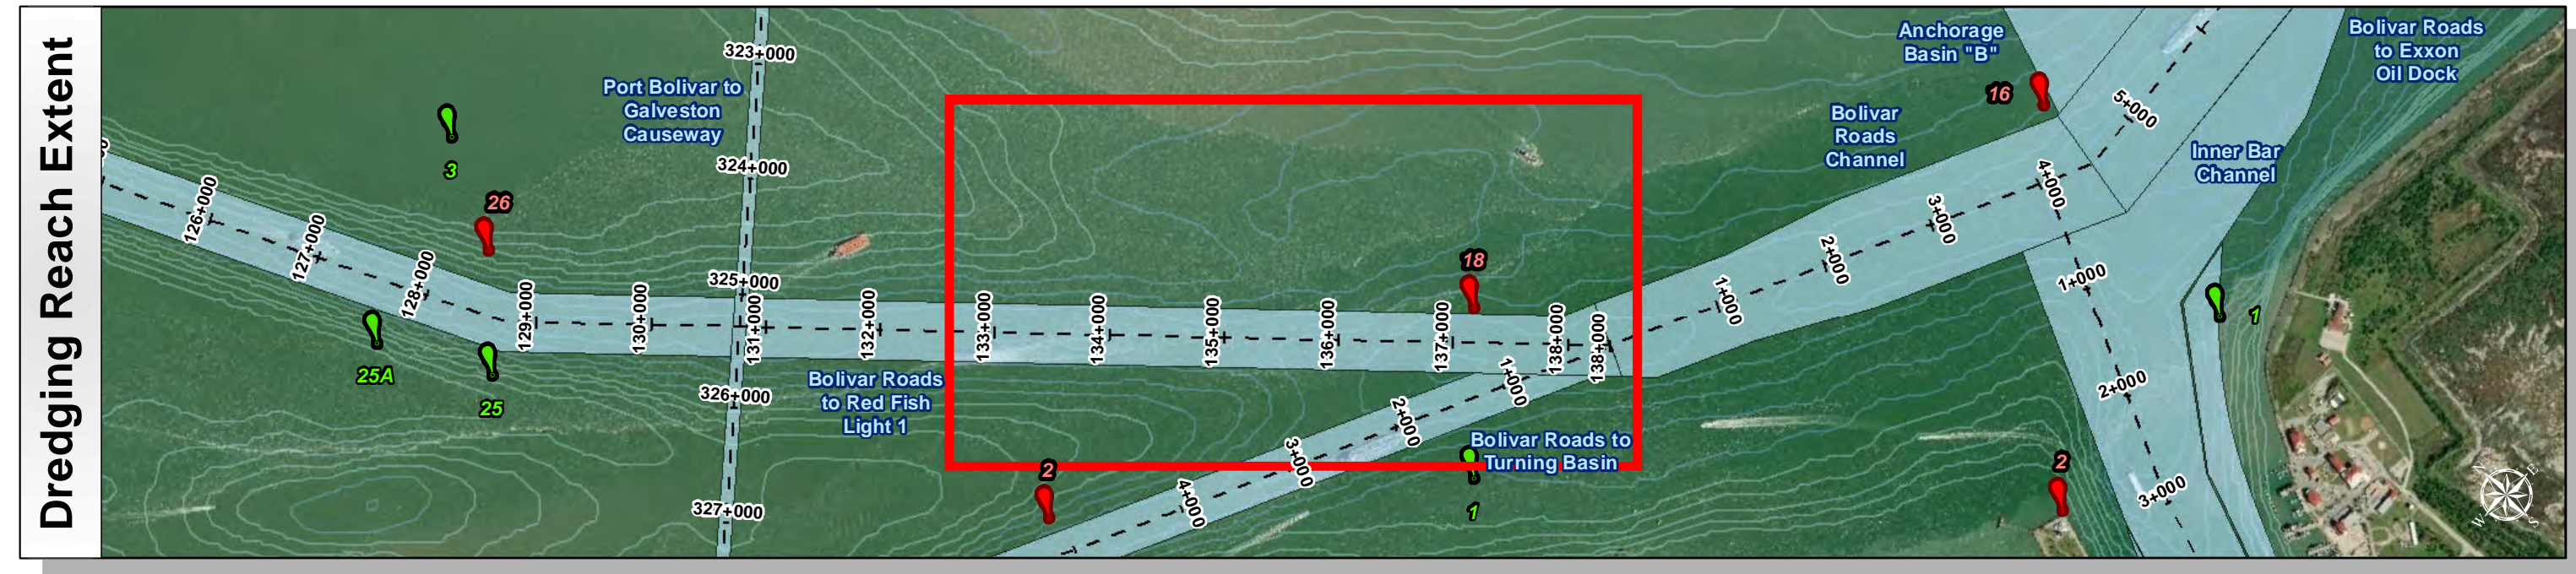 Dredging Reach Extent
126+000
127+000
128+000
129+000
130+000
131+000
132+000
133+000
134+000
135+000
136+000
137+000
138+000
138+000
323+000
324+000
325+000
326+000
327+000
Port Bolivar to
Galveston
Causeway
3
26
25A
25
Bolivar Roads
to Red Fish
Light 1
2
18
1
Bolivar Roads to
Turning Basin
1+000
2+000
3+000
4+000
1+000
2+000
3+000
4+000
5+000
Bolivar
Roads
Channel
Anchorage
Basin "B"
16
Bolivar Roads
to Exxon
Oil Dock
Inner Bar
Channel
1+000
2+000
3+000
1
2
N
E
W
S